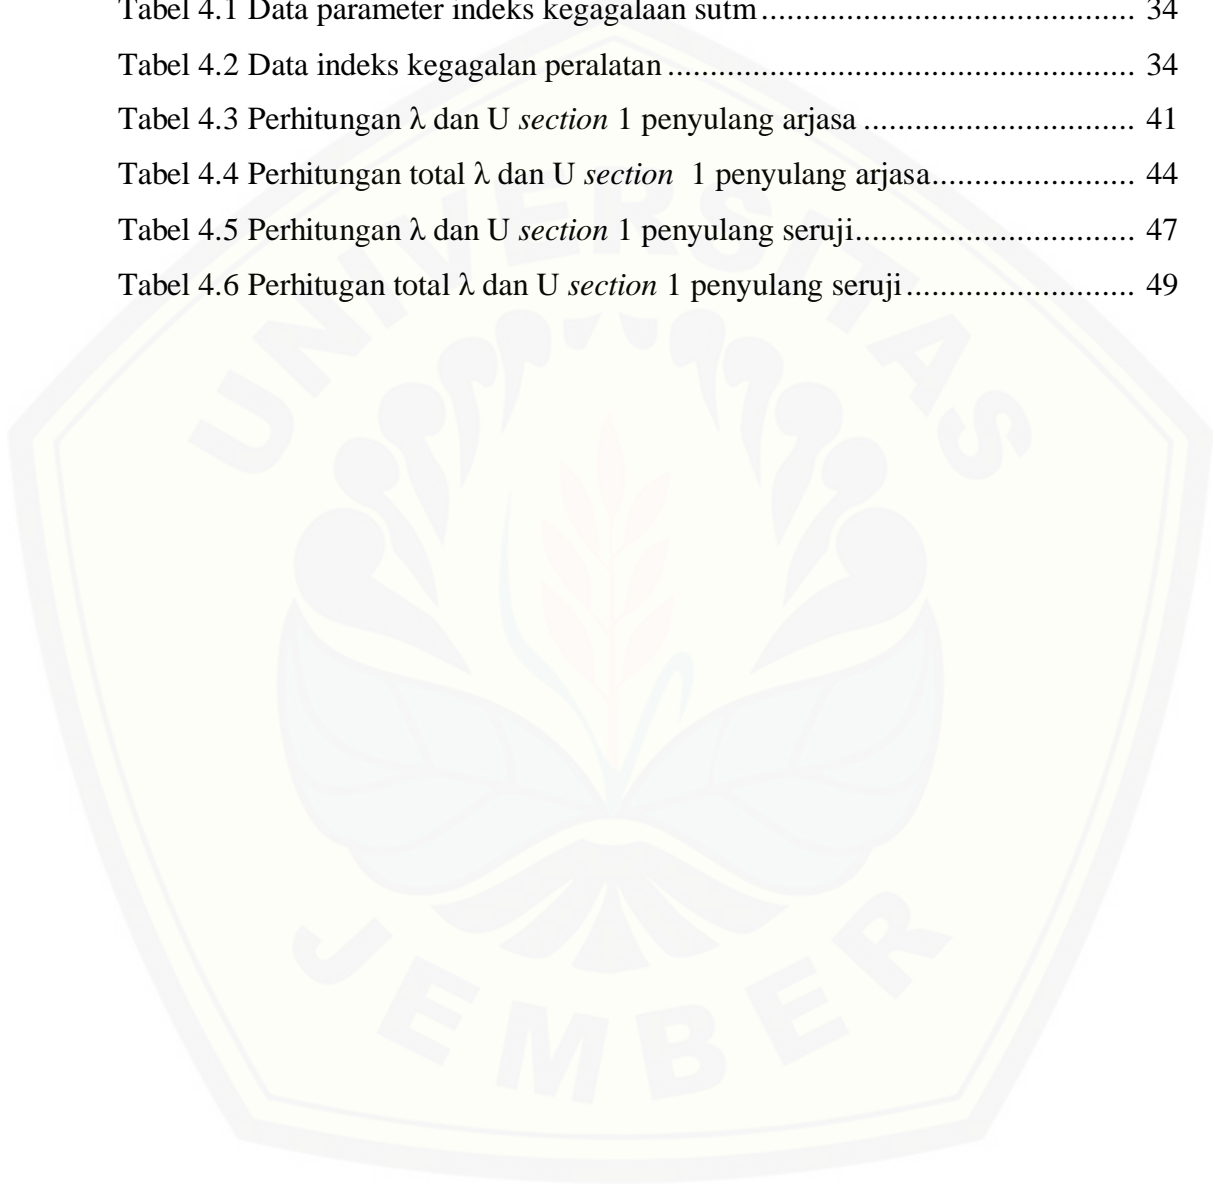 Tabel 4.1 Data parameter indeks kegagalaan sutm ............................................ 34
Tabel 4.2 Data indeks kegagalan peralatan ....................................................... 34
Tabel 4.3 Perhitungan λ dan U section 1 penyulang arjasa ................................ 41
Tabel 4.4 Perhitungan total λ dan U section 1 penyulang arjasa........................ 44
Tabel 4.5 Perhitungan λ dan U section 1 penyulang seruji................................. 47
Tabel 4.6 Perhitugan total λ dan U section 1 penyulang seruji ........................... 49
UNIVERSITAS
JEMBER